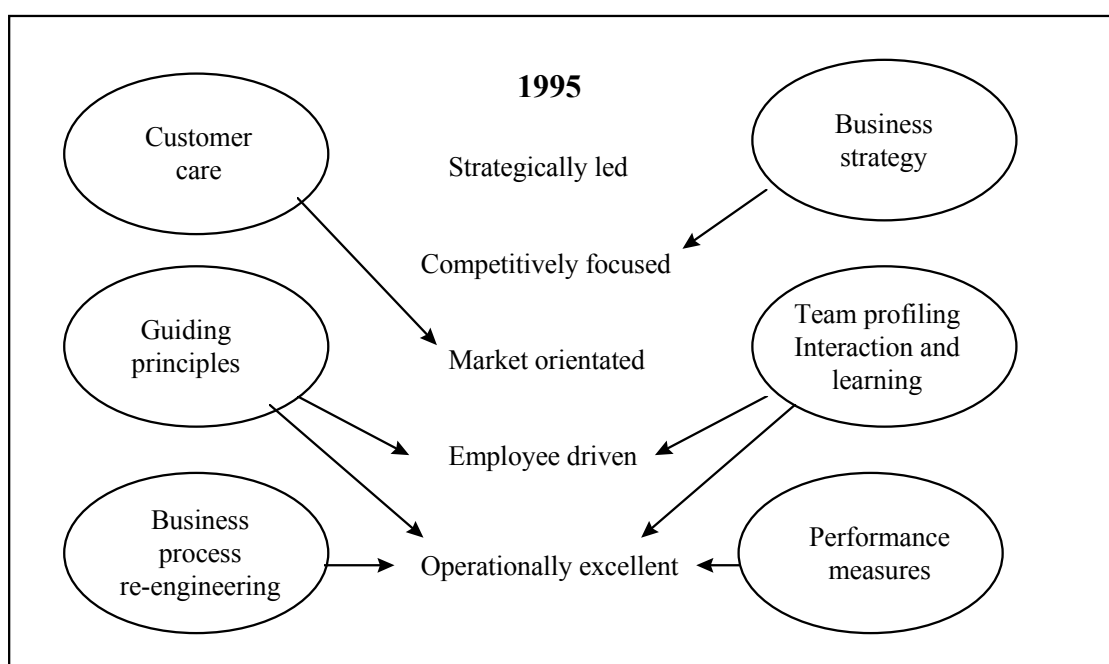 1995
Customer
care
Business
strategy
Strategically led
Competitively focused
Guiding
principles
Team profiling
Interaction and
learning
Market orientated
Employee driven
Business
process
re-engineering
Performance
measures
Operationally excellent